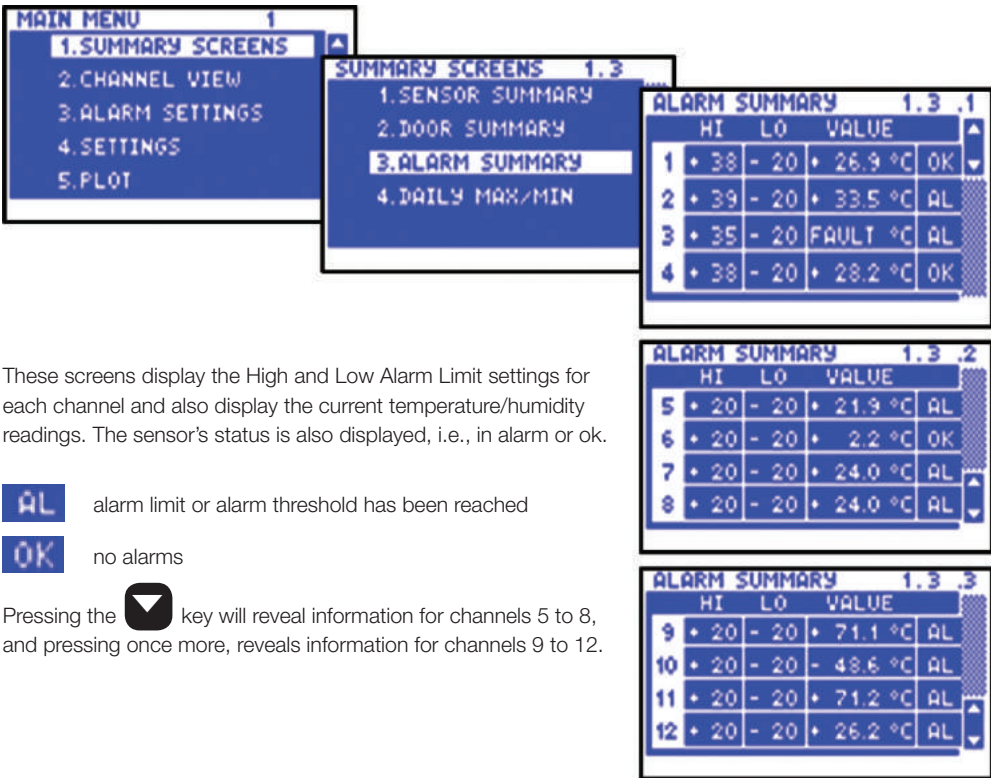 MAIN MENU 1
1.SUMMARY SCREENS
2.CHANNEL VIEW
3.ALARM SETTINGS
4.SETTINGS
5.PLOT
SUMMARY SCREENS 1.3
1.SENSOR SUMMARY
2.DOOR SUMMARY
3.ALARM SUMMARY
4.DAILY MAX/MIN
ALARM SUMMARY 1.3 .1
HI LO VALUE
1 + 38 - 20 + 26.9 °C OK
2 + 39 - 20 + 33.5 °C AL
3 + 35 - 20 FAULT °C AL
4 + 38 - 20 + 28.2 °C OK
These screens display the High and Low Alarm Limit settings for
each channel and also display the current temperature/humidity
readings. The sensor's status is also displayed, i.e., in alarm or ok.
AL alarm limit or alarm threshold has been reached
OK no alarms
Pressing the key will reveal information for channels 5 to 8,
and pressing once more, reveals information for channels 9 to 12.
ALARM SUMMARY 1.3 .2
HI LO VALUE
5 + 20 - 20 + 21.9 °C AL
6 + 20 - 20 + 2.2 °C OK
7 + 20 - 20 + 24.0 °C AL
8 + 20 - 20 + 24.0 °C AL
ALARM SUMMARY 1.3 .3
HI LO VALUE
9 + 20 - 20 + 71.1 °C AL
10 + 20 - 20 - 48.6 °C AL
11 + 20 - 20 + 71.2 °C AL
12 + 20 - 20 + 26.2 °C AL